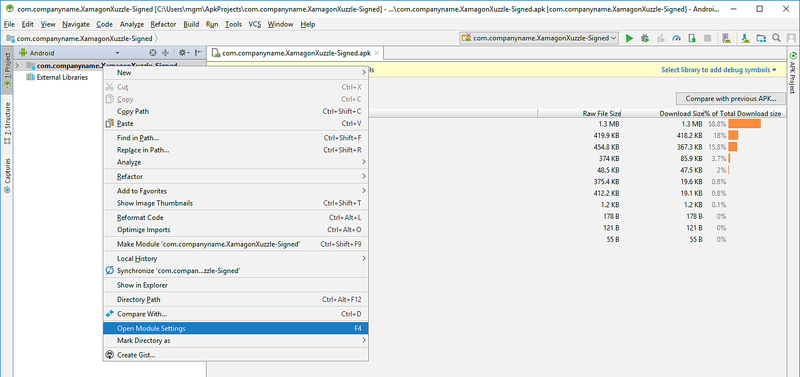 com.companyname.XamagonXuzzle-Signed [C:\Users\mgm\ApkProjects\com.companyname.XamagonXuzzle-Signed] - ...\com.companyname.XamagonXuzzle-Signed.apk [com.companyname.XamagonXuzzle-Signed] - Androi...
File Edit View Navigate Code Analyze Refactor Build Run Tools VCS Window Help
com.companyname.XamagonXuzzle-Signed
com.companyname.XamagonXuzzle-Signed
Android
com.companyname.XamagonXuzzle-Signed.apk
com.companyname.XamagonXuzzle-Signed
External Libraries
1: Project
Z: Structure
Captures
APK Project
Select library to add debug symbols
Compare with previous APK...
Raw File Size Download Size % of Total Download size
1.3 MB 1.3 MB 58.8%
419.9 KB 418.2 KB 18%
454.8 KB 367.3 KB 15.8%
374 KB 85.9 KB 3.7%
48.5 KB 47.5 KB 2%
375.4 KB 19.6 KB 0.8%
412.2 KB 19.1 KB 0.8%
1.2 KB 1.2 KB 0.1%
178 B 178 B 0%
121 B 121 B 0%
55 B 55 B 0%
New
Cut Ctrl+X
Copy Ctrl+C
Copy Path Ctrl+Shift+C
Paste Ctrl+V
Find in Path... Ctrl+Shift+F
Replace in Path... Ctrl+Shift+R
Analyze
Refactor
Add to Favorites
Show Image Thumbnails Ctrl+Shift+T
Reformat Code Ctrl+Alt+L
Optimize Imports Ctrl+Alt+O
Make Module 'com.companyname.XamagonXuzzle-Signed' Ctrl+Shift+F9
Local History
Synchronize 'com.compan...zzle-Signed'
Show in Explorer
Directory Path Ctrl+Alt+F12
Compare With... Ctrl+D
Open Module Settings F4
Mark Directory as
Create Gist...